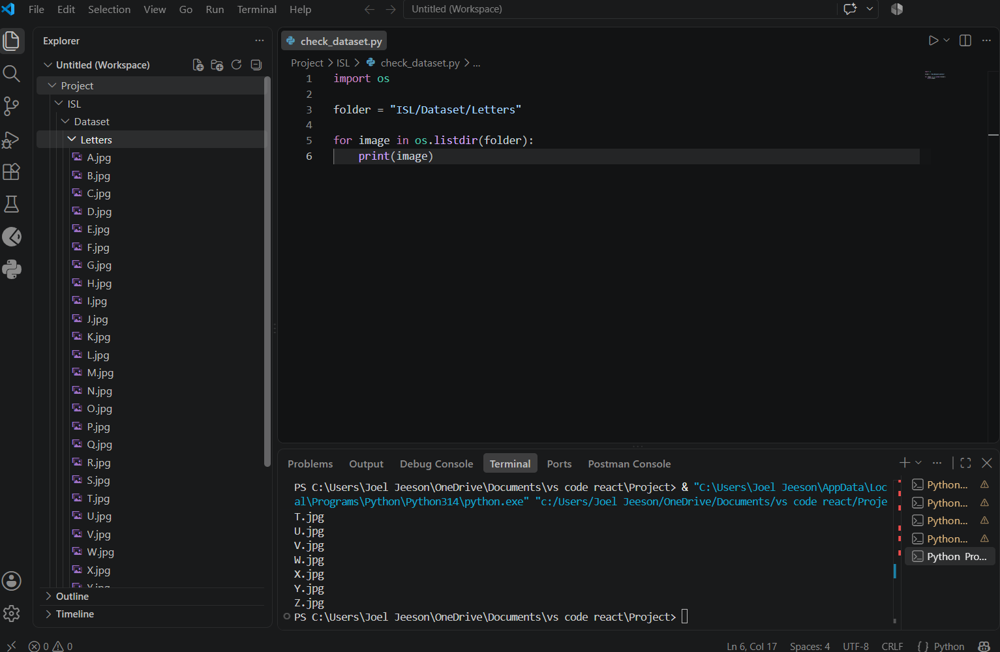 File Edit Selection View Go Run Terminal Help
Untitled (Workspace)
Explorer
Untitled (Workspace)
Project
ISL
Dataset
Letters
A.jpg
B.jpg
C.jpg
D.jpg
E.jpg
F.jpg
G.jpg
H.jpg
I.jpg
J.jpg
K.jpg
L.jpg
M.jpg
N.jpg
O.jpg
P.jpg
Q.jpg
R.jpg
S.jpg
T.jpg
U.jpg
V.jpg
W.jpg
X.jpg
Y.jpg
Outline
Timeline
check_dataset.py
Project > ISL > check_dataset.py > ...
1 import os
2
3 folder = "ISL/Dataset/Letters"
4
5 for image in os.listdir(folder):
6 print(image)
Problems Output Debug Console Terminal Ports Postman Console
PS C:\Users\Joel Jeeson\OneDrive\Documents\vs code react\Project> & "C:\Users\Joel Jeeson\AppData\Loc
al\Programs\Python\Python314\python.exe" "c:/Users/Joel Jeeson/OneDrive/Documents/vs code react/Proje
T.jpg
U.jpg
V.jpg
W.jpg
X.jpg
Y.jpg
Z.jpg
PS C:\Users\Joel Jeeson\OneDrive\Documents\vs code react\Project>
Python...
Python...
Python...
Python...
Python Pro...
0 0
Ln 6, Col 17 Spaces: 4 UTF-8 CRLF { } Python